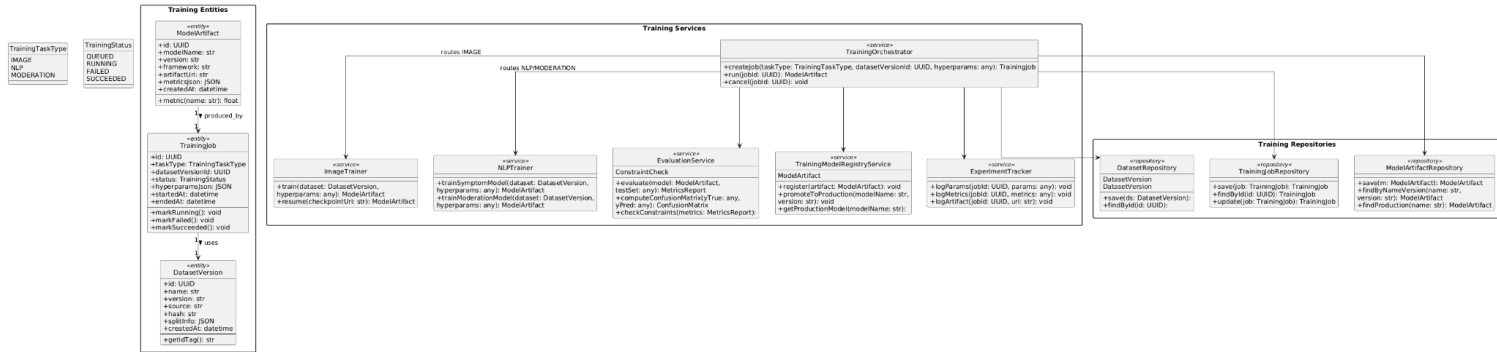 TrainingTaskType
IMAGE
NLP
MODERATION
TrainingStatus
QUEUED
RUNNING
FAILED
SUCCEEDED
Training Entities
«entity»
ModelArtifact
+id: UUID
+modelName: str
+version: str
+framework: str
+artifactUri: str
+metricsJson: JSON
+createdAt: datetime
+metric(name: str): float
1
produced_by
1
«entity»
TrainingJob
+id: UUID
+taskType: TrainingTaskType
+datasetVersionId: UUID
+status: TrainingStatus
+hyperparamsJson: JSON
+startedAt: datetime
+endedAt: datetime
+markRunning(): void
+markFailed(): void
+markSucceeded(): void
1
uses
1
«entity»
DatasetVersion
+id: UUID
+name: str
+version: str
+source: str
+hash: str
+splitInfo: JSON
+createdAt: datetime
+getIdTag(): str
Training Services
«service»
TrainingOrchestrator
+createJob(taskType: TrainingTaskType, datasetVersionId: UUID, hyperparams: any): TrainingJob
+run(jobId: UUID): ModelArtifact
+cancel(jobId: UUID): void
routes IMAGE
routes NLP/MODERATION
«service»
ImageTrainer
+train(dataset: DatasetVersion,
hyperparams: any): ModelArtifact
+resume(checkpointUri: str): ModelArtifact
«service»
NLPTrainer
+trainSymptomModel(dataset: DatasetVersion,
hyperparams: any): ModelArtifact
+trainModerationModel(dataset: DatasetVersion,
hyperparams: any): ModelArtifact
«service»
EvaluationService
ConstraintCheck
+evaluate(model: ModelArtifact,
testSet: any): MetricsReport
+computeConfusionMatrix(yTrue: any,
yPred: any): ConfusionMatrix
+checkConstraints(metrics: MetricsReport):
«service»
TrainingModelRegistryService
ModelArtifact
+register(artifact: ModelArtifact): void
+promoteToProduction(modelName: str,
version: str): void
+getProductionModel(modelName: str):
«service»
ExperimentTracker
+logParams(jobId: UUID, params: any): void
+logMetrics(jobId: UUID, metrics: any): void
+logArtifact(jobId: UUID, uri: str): void
Training Repositories
«repository»
DatasetRepository
DatasetVersion
DatasetVersion
+save(ds: DatasetVersion):
+findById(id: UUID):
«repository»
TrainingJobRepository
+save(job: TrainingJob): TrainingJob
+findById(id: UUID): TrainingJob
+update(job: TrainingJob): TrainingJob
«repository»
ModelArtifactRepository
+save(m: ModelArtifact): ModelArtifact
+findByNameVersion(name: str,
version: str): ModelArtifact
+findProduction(name: str): ModelArtifact